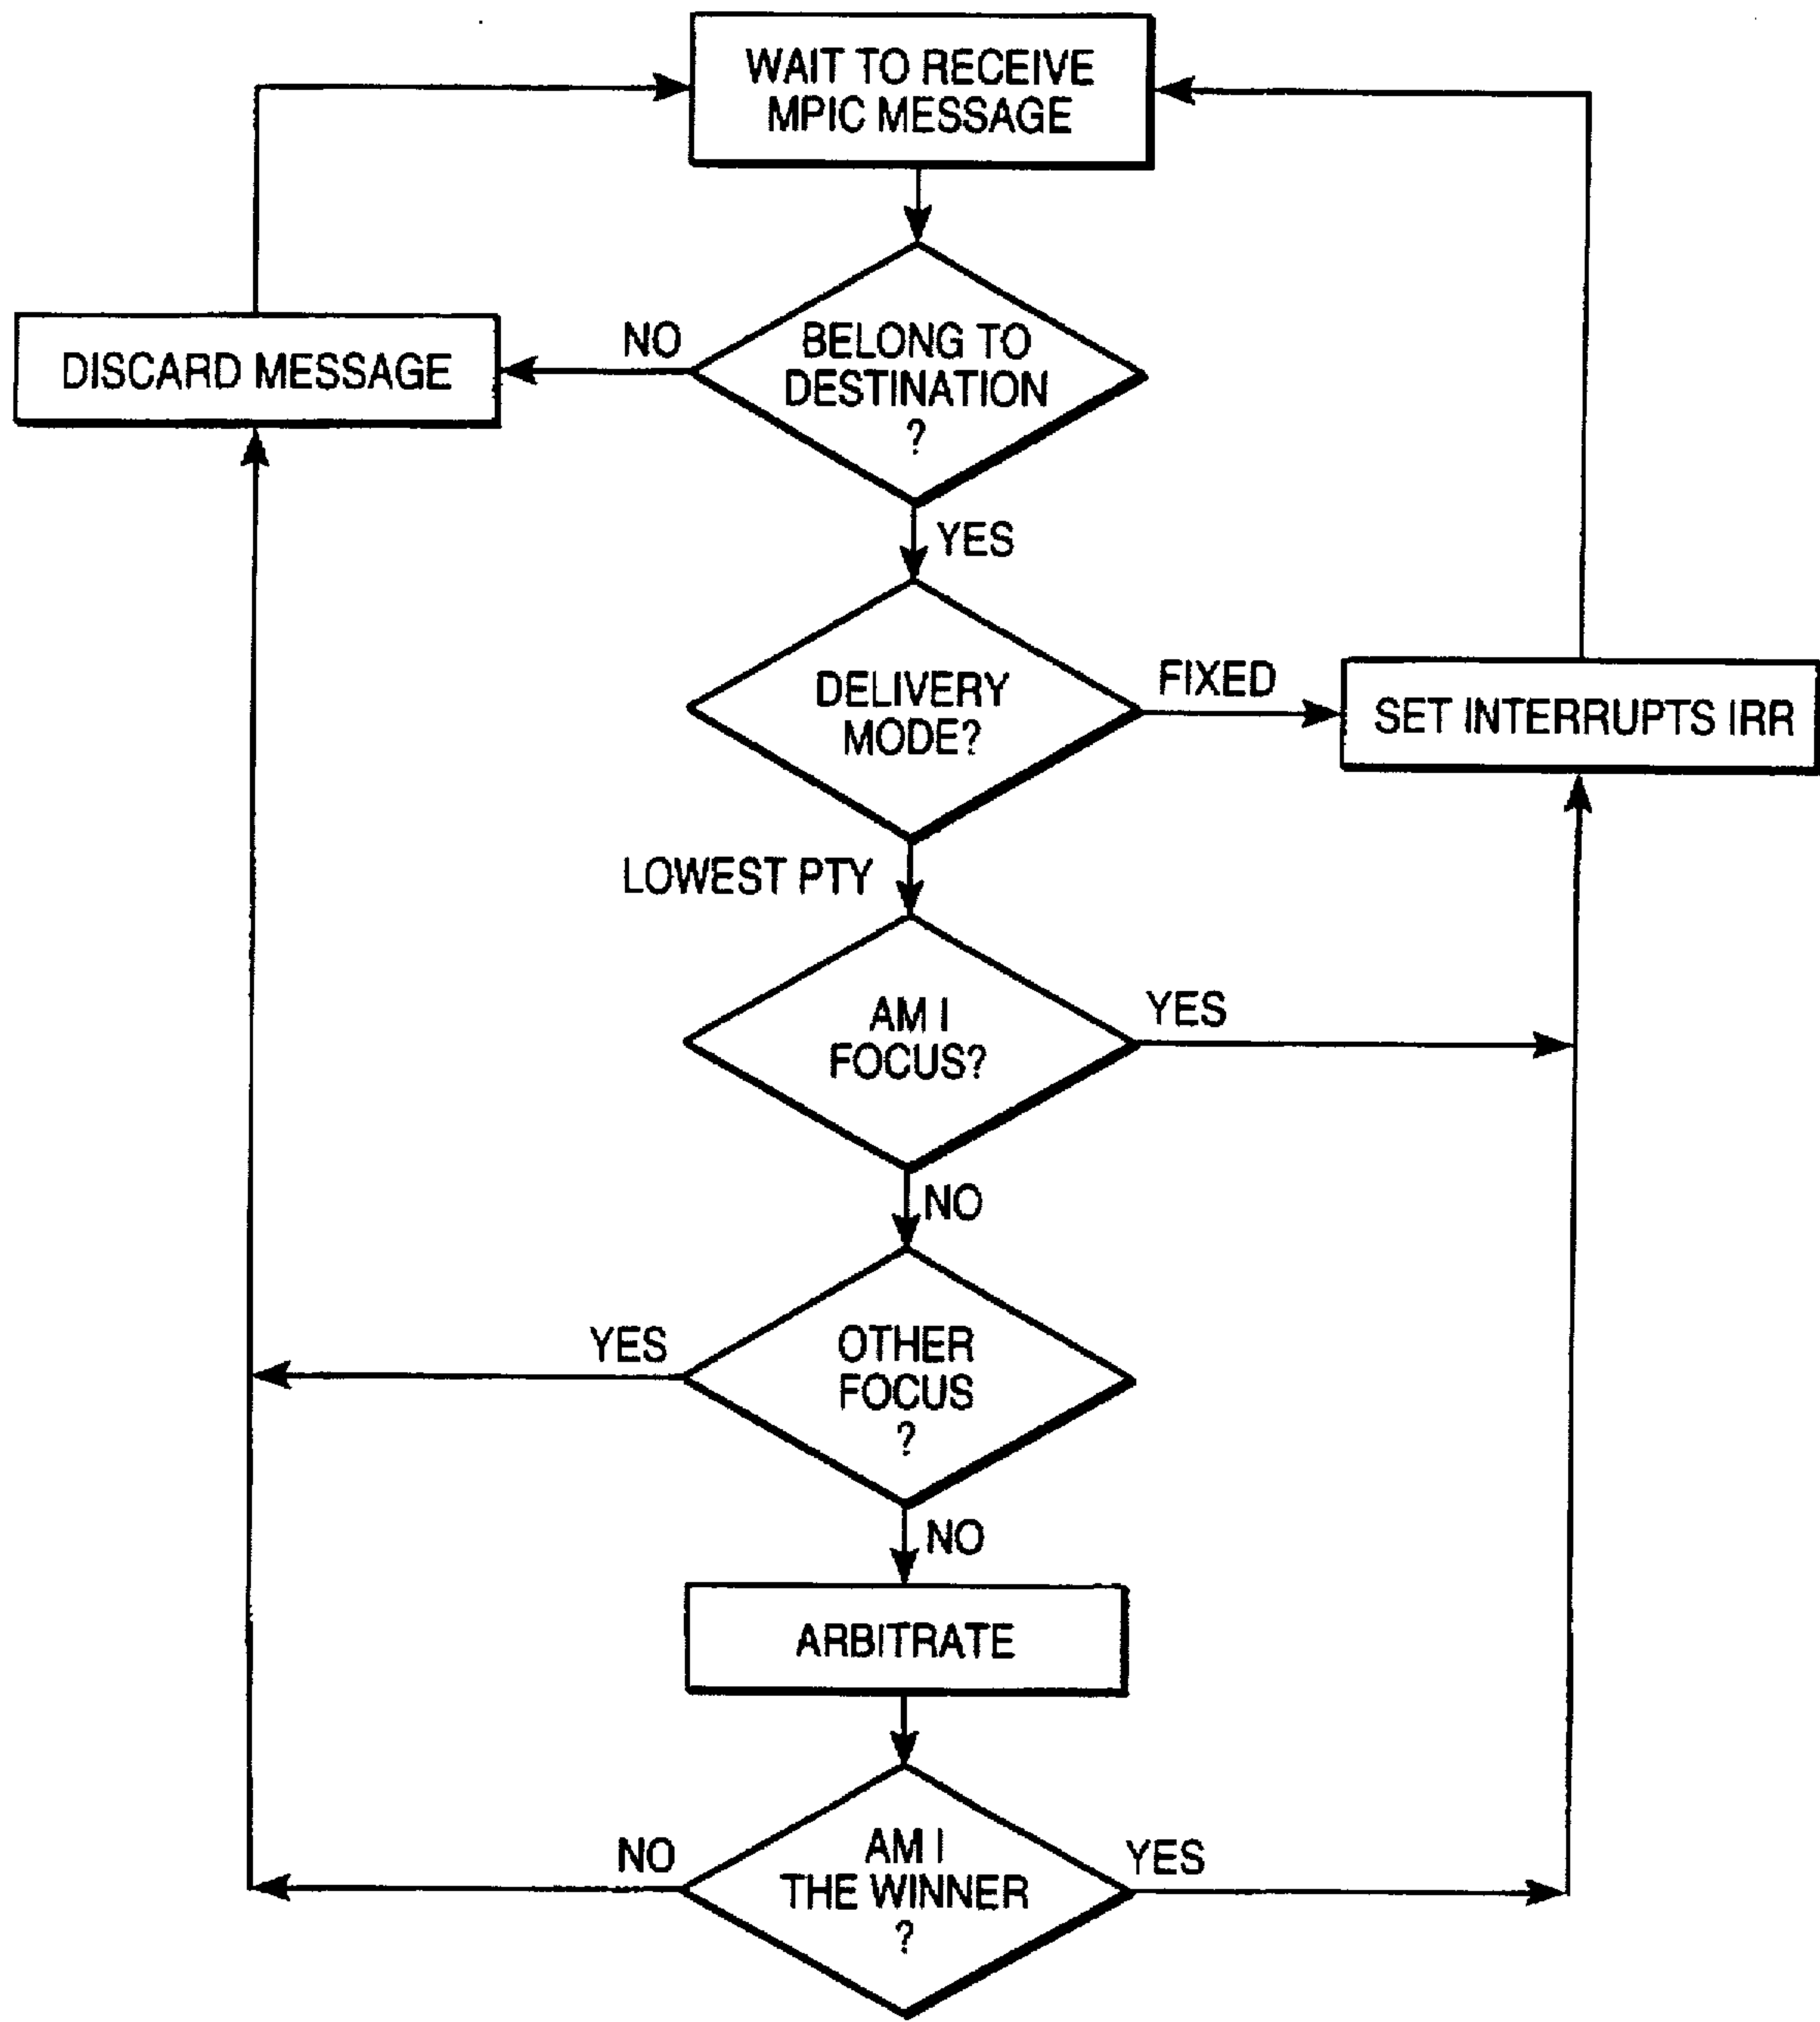 WAIT TO RECEIVE
MPIC MESSAGE
NO
BELONG TO
DESTINATION
?
DISCARD MESSAGE
YES
DELIVERY
MODE?
FIXED
SET INTERRUPTS IRR
LOWEST PTY
AM I
FOCUS?
YES
NO
YES
OTHER
FOCUS
?
NO
ARBITRATE
NO
AM I
THE WINNER
?
YES